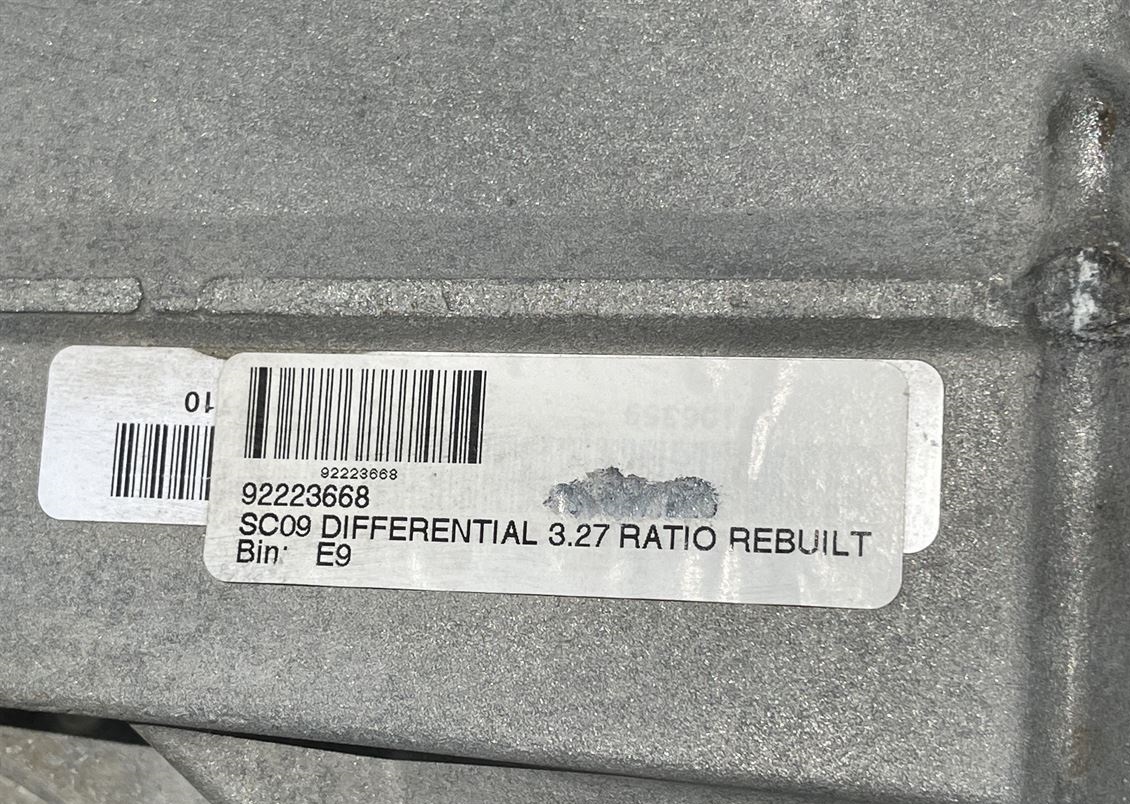 92223668
92223668
SC09 DIFFERENTIAL 3.27 RATIO REBUILT
Bin: E9
10